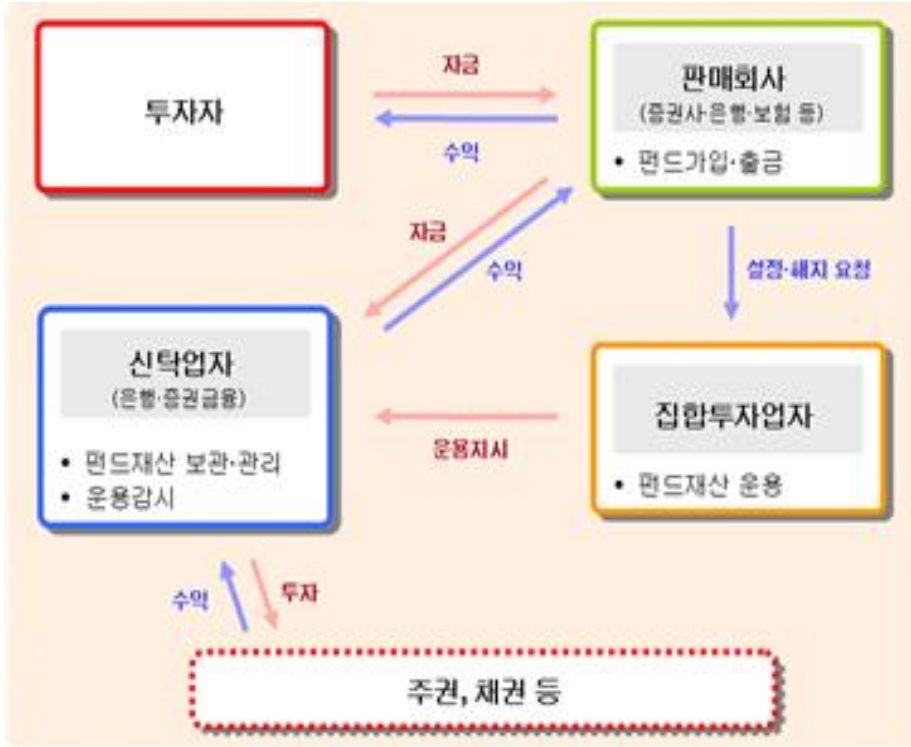 투자자
자금
수익
판매회사
(증권사·은행·보험 등)
• 펀드가입·출금
자금
수익
설정·해지 요청
신탁업자
(은행·증권금융)
• 펀드재산 보관·관리
• 운용감시
운용지시
집합투자업자
• 펀드재산 운용
수익
투자
주권, 채권 등